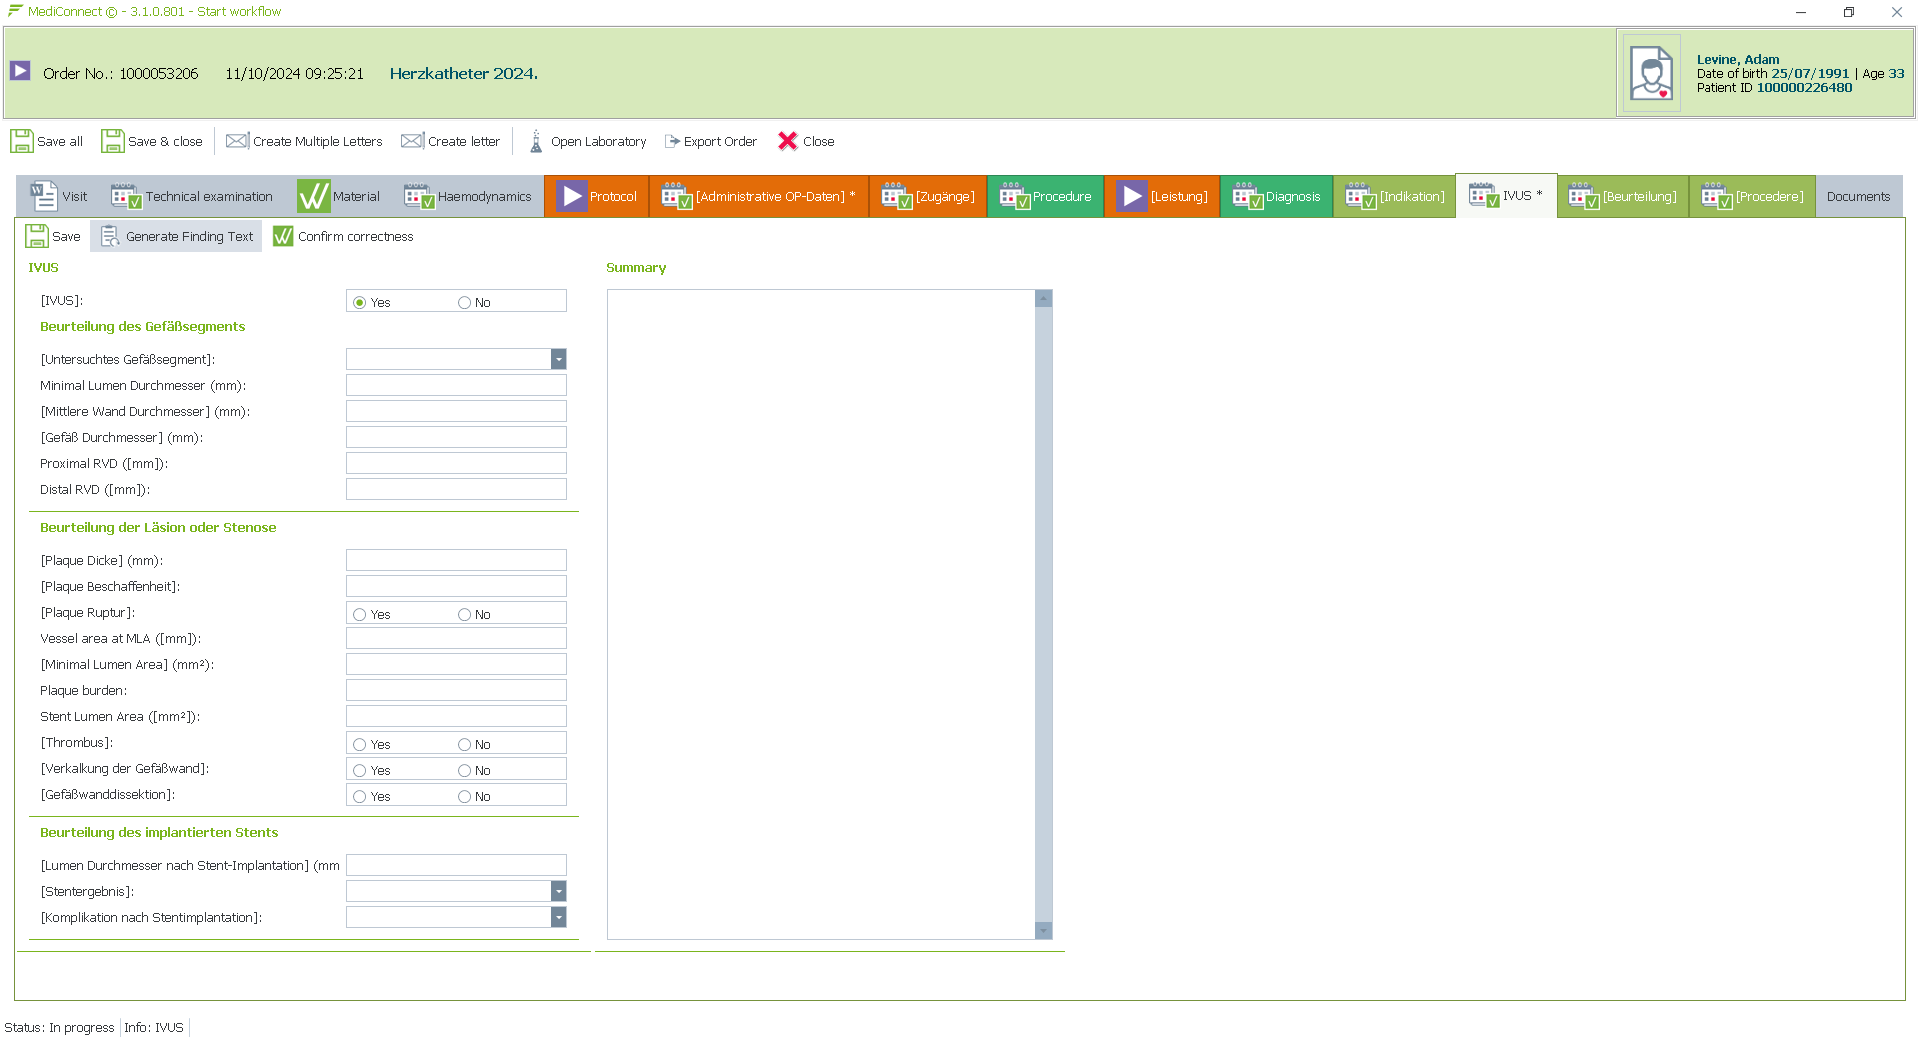 MediConnect © - 3.1.0.801 - Start workflow
Order No.: 1000053206 11/10/2024 09:25:21 Herzkatheter 2024.
Levine, Adam
Date of birth 25/07/1991 | Age 33
Patient ID 100000226480
Save all Save & close Create Multiple Letters Create letter Open Laboratory Export Order Close
Visit Technical examination Material Haemodynamics Protocol [Administrative OP-Daten] * [Zugänge] Procedure [Leistung] Diagnosis [Indikation] IVUS * [Beurteilung] [Procedere] Documents
Save Generate Finding Text Confirm correctness
IVUS
[IVUS]: Yes No
Beurteilung des Gefäßsegments
[Untersuchtes Gefäßsegment]:
Minimal Lumen Durchmesser (mm):
[Mittlere Wand Durchmesser] (mm):
[Gefäß Durchmesser] (mm):
Proximal RVD ([mm]):
Distal RVD ([mm]):
Beurteilung der Läsion oder Stenose
[Plaque Dicke] (mm):
[Plaque Beschaffenheit]:
[Plaque Ruptur]: Yes No
Vessel area at MLA ([mm]):
[Minimal Lumen Area] (mm²):
Plaque burden:
Stent Lumen Area ([mm²]):
[Thrombus]: Yes No
[Verkalkung der Gefäßwand]: Yes No
[Gefäßwanddissektion]: Yes No
Beurteilung des implantierten Stents
[Lumen Durchmesser nach Stent-Implantation] (mm
[Stentergebnis]:
[Komplikation nach Stentimplantation]:
Summary
Status: In progress Info: IVUS